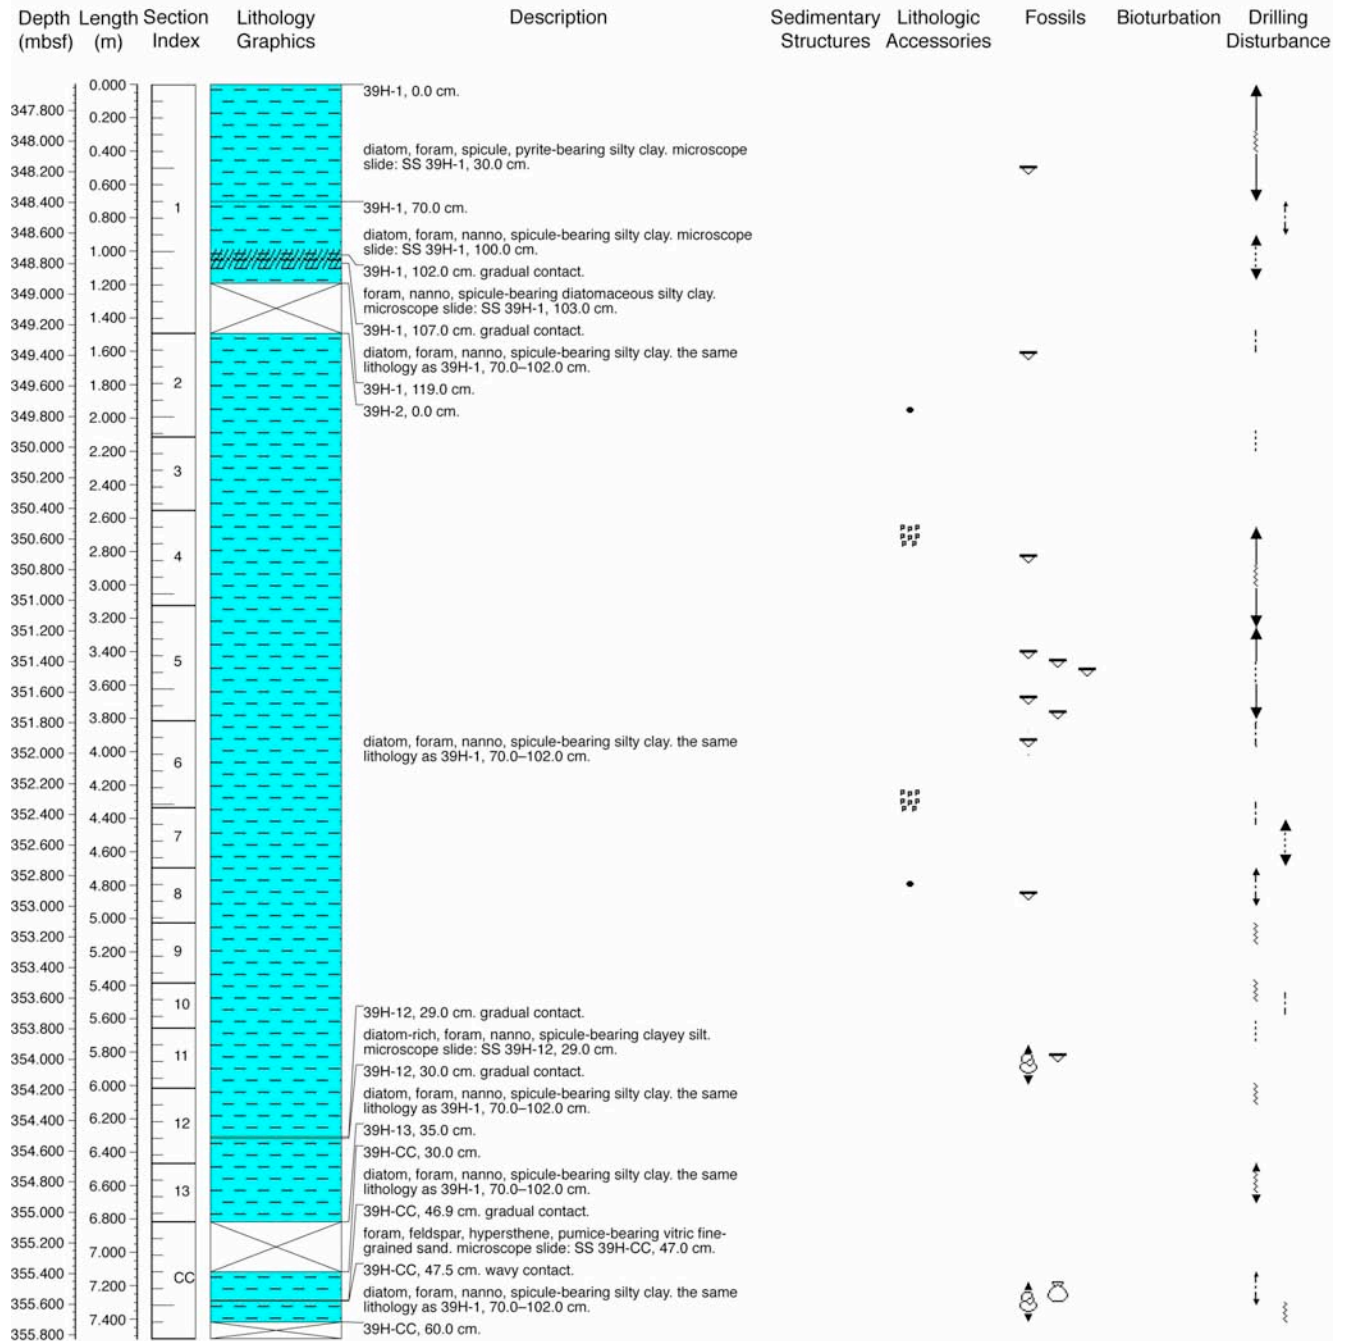 Depth Length Section Lithology Description Sedimentary Lithologic Fossils Bioturbation Drilling
(mbsf) (m) Index Graphics Structures Accessories Disturbance
0.000
39H-1, 0.0 cm.
347.800
0.200
348.000
0.400
diatom, foram, spicule, pyrite-bearing silty clay. microscope
slide: SS 39H-1, 30.0 cm.
348.200
0.600
348.400
1
39H-1, 70.0 cm.
0.800
348.600
diatom, foram, nanno, spicule-bearing silty clay. microscope
slide: SS 39H-1, 100.0 cm.
1.000
348.800
39H-1, 102.0 cm. gradual contact.
1.200
349.000
foram, nanno, spicule-bearing diatomaceous silty clay.
microscope slide: SS 39H-1, 103.0 cm.
349.200
1.400
39H-1, 107.0 cm. gradual contact.
349.400
1.600
diatom, foram, nanno, spicule-bearing silty clay. the same
lithology as 39H-1, 70.0–102.0 cm.
349.600
1.800
2
39H-1, 119.0 cm.
39H-2, 0.0 cm.
349.800
2.000
350.000
2.200
350.200
3
2.400
350.400
2.600
350.600
2.800
4
350.800
3.000
351.000
3.200
351.200
3.400
351.400
5
3.600
351.600
3.800
351.800
diatom, foram, nanno, spicule-bearing silty clay. the same
lithology as 39H-1, 70.0–102.0 cm.
352.000
4.000
6
352.200
4.200
352.400
4.400
7
352.600
4.600
352.800
4.800
8
353.000
5.000
353.200
5.200
9
353.400
5.400
353.600
10
39H-12, 29.0 cm. gradual contact.
5.600
353.800
diatom-rich, foram, nanno, spicule-bearing clayey silt.
microscope slide: SS 39H-12, 29.0 cm.
5.800
11
354.000
39H-12, 30.0 cm. gradual contact.
6.000
354.200
diatom, foram, nanno, spicule-bearing silty clay. the same
lithology as 39H-1, 70.0–102.0 cm.
354.400
6.200
12
39H-13, 35.0 cm.
354.600
6.400
39H-CC, 30.0 cm.
354.800
6.600
13
diatom, foram, nanno, spicule-bearing silty clay. the same
lithology as 39H-1, 70.0–102.0 cm.
355.000
6.800
39H-CC, 46.9 cm. gradual contact.
355.200
7.000
foram, feldspar, hypersthene, pumice-bearing vitric fine-
grained sand. microscope slide: SS 39H-CC, 47.0 cm.
355.400
7.200
CC
39H-CC, 47.5 cm. wavy contact.
355.600
7.400
diatom, foram, nanno, spicule-bearing silty clay. the same
lithology as 39H-1, 70.0–102.0 cm.
355.800
39H-CC, 60.0 cm.